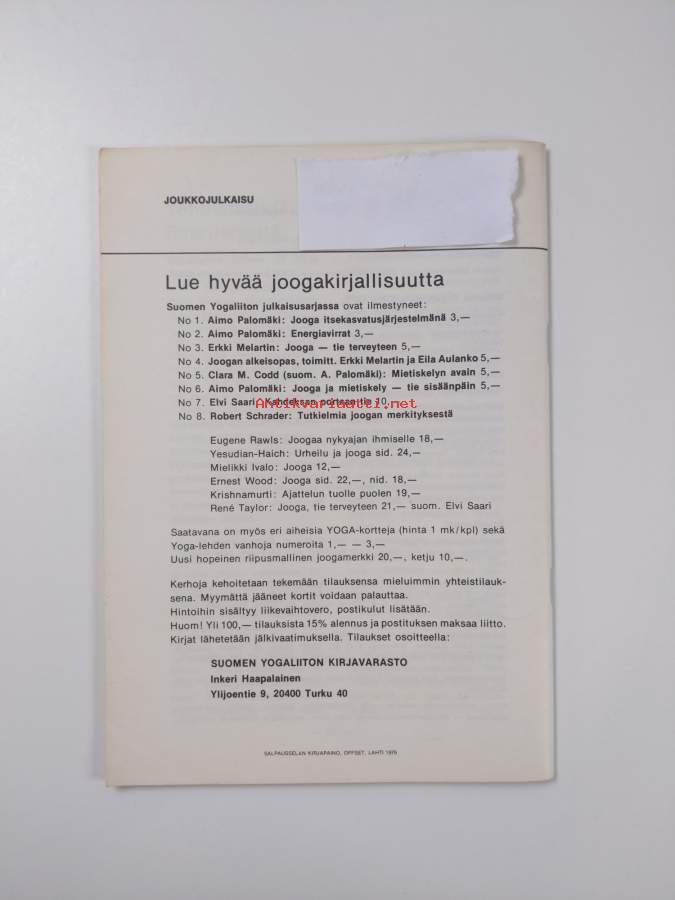 JOUKKOJULKAISU
Lue hyvää joogakirjallisuutta
Suomen Yogaliiton julkaisusarjassa ovat ilmestyneet:
No 1. Aimo Palomäki: Jooga itsekasvatusjärjestelmänä 3,—
No 2. Aimo Palomäki: Energiavirrat 3,—
No 3. Erkki Melartin: Jooga — tie terveyteen 5,—
No 4. Joogan alkeisopas, toimitt. Erkki Melartin ja Eila Aulanko 5,—
No 5. Clara M. Codd (suom. A. Palomäki): Mietiskelyn avain 5,—
No 6. Aimo Palomäki: Jooga ja mietiskely — tie sisäänpäin 5,—
No 7. Elvi Saari: Kahdeksan portaan tie 10,—
Antikvariaatti.net
No 8. Robert Schrader: Tutkielmia joogan merkityksestä
Eugene Rawls: Joogaa nykyajan ihmiselle 18,—
Yesudian-Haich: Urheilu ja jooga sid. 24,—
Mielikki Ivalo: Jooga 12,—
Ernest Wood: Jooga sid. 22,—, nid. 18,—
Krishnamurti: Ajattelun tuolle puolen 19,—
René Taylor: Jooga, tie terveyteen 21,— suom. Elvi Saari
Saatavana on myös eri aiheisia YOGA-kortteja (hinta 1 mk/kpl) sekä
Yoga-lehden vanhoja numeroita 1,— — 3,—
Uusi hopeinen riipusmallinen joogamerkki 20,—, ketju 10,—.
Kerhoja kehoitetaan tekemään tilauksensa mieluimmin yhteistilauk-
sena. Myymättä jääneet kortit voidaan palauttaa.
Hintoihin sisältyy liikevaihtovero, postikulut lisätään.
Huom! Yli 100,— tilauksista 15% alennus ja postituksen maksaa liitto.
Kirjat lähetetään jälkivaatimuksella. Tilaukset osoitteella:
SUOMEN YOGALIITON KIRJAVARASTO
Inkeri Haapalainen
Ylijoentie 9, 20400 Turku 40
SALPAUSSELÄN KIRJAPAINO, OFFSET, LAHTI 1975